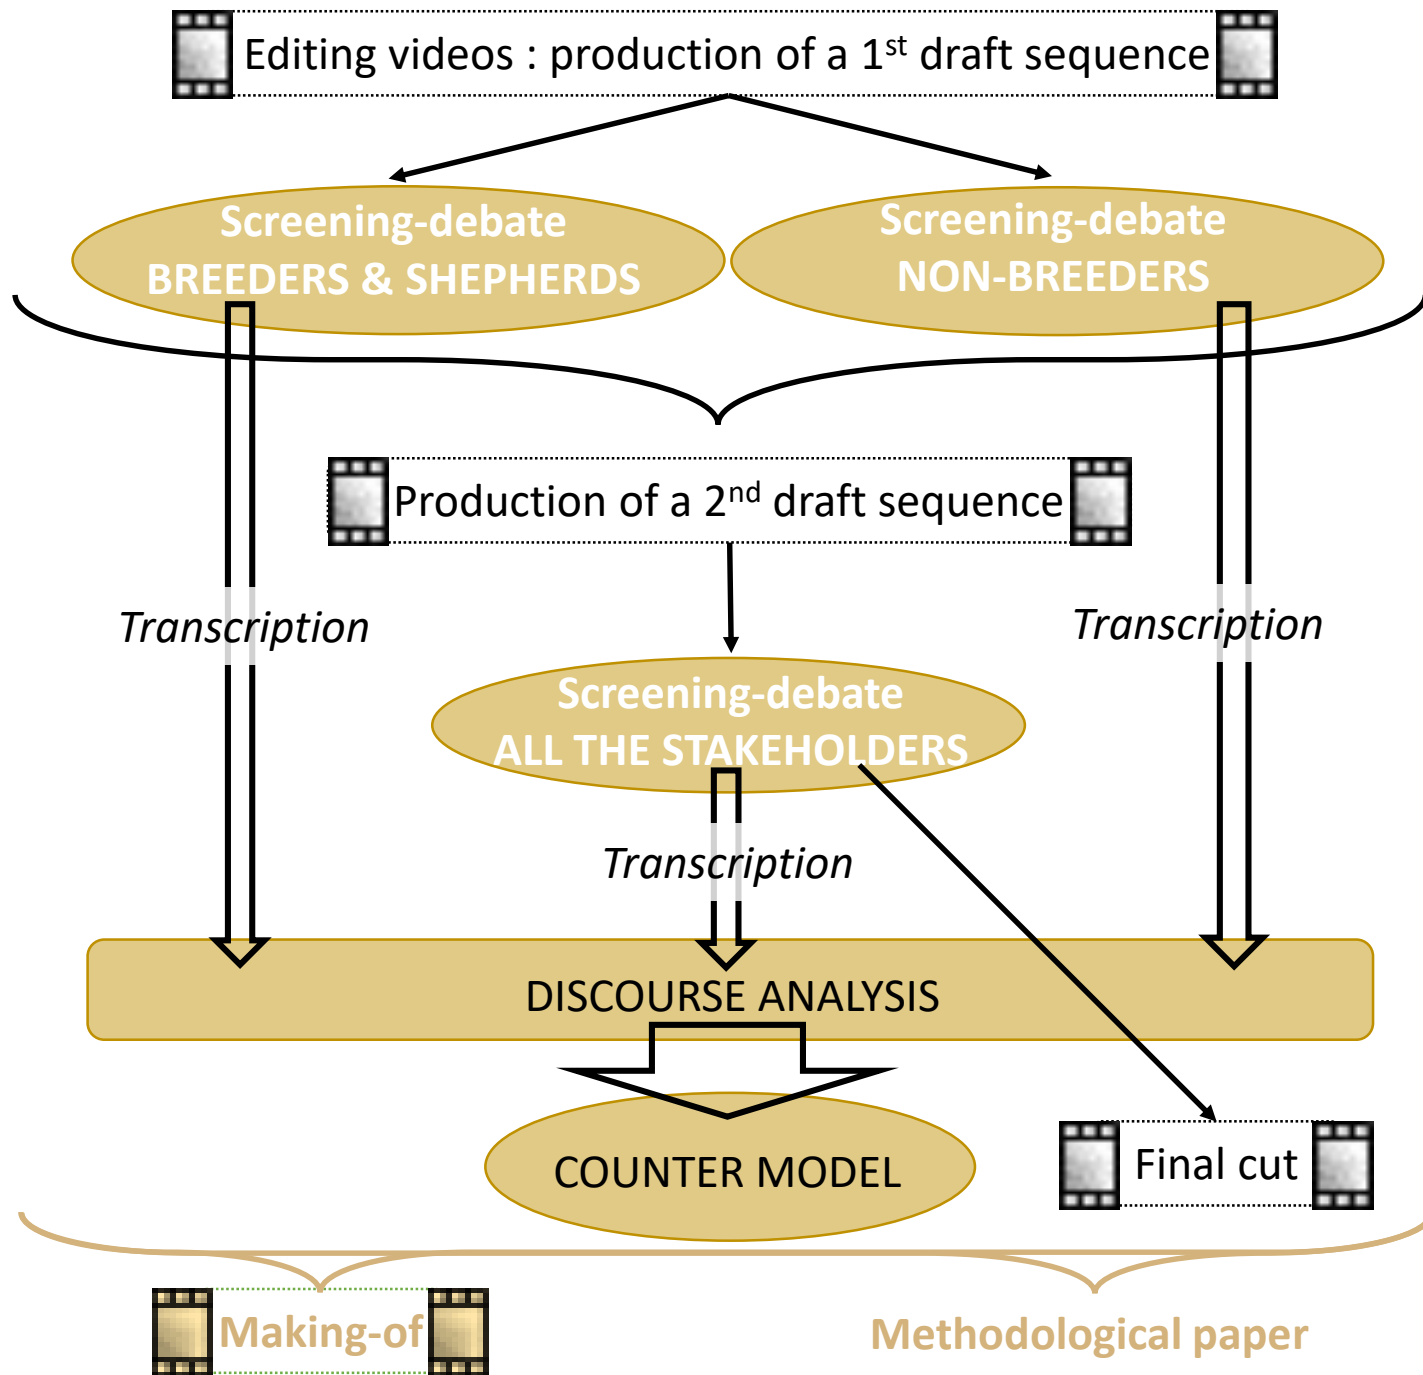 Editing videos : production of a 1st draft sequence
Screening-debate
BREEDERS & SHEPHERDS
Screening-debate
NON-BREEDERS
Production of a 2nd draft sequence
Transcription
Transcription
Screening-debate
ALL THE STAKEHOLDERS
Transcription
DISCOURSE ANALYSIS
COUNTER MODEL
Final cut
Making-of
Methodological paper